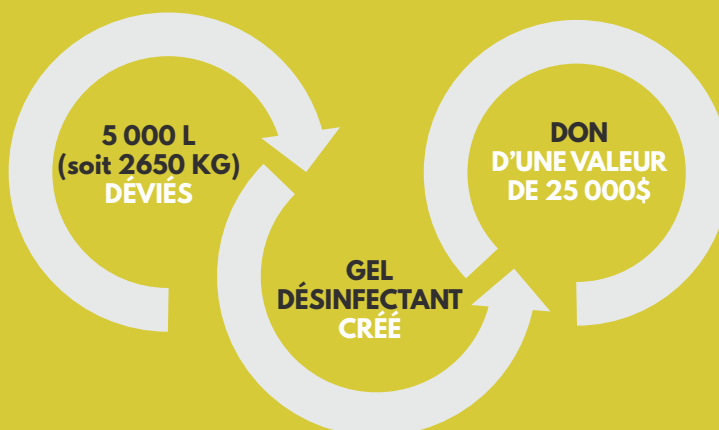 5 000 L
(soit 2650 KG)
DÉVIÉS
GEL
DÉSINFECTANT
CRÉÉ
DON
D'UNE VALEUR
DE 25 000$